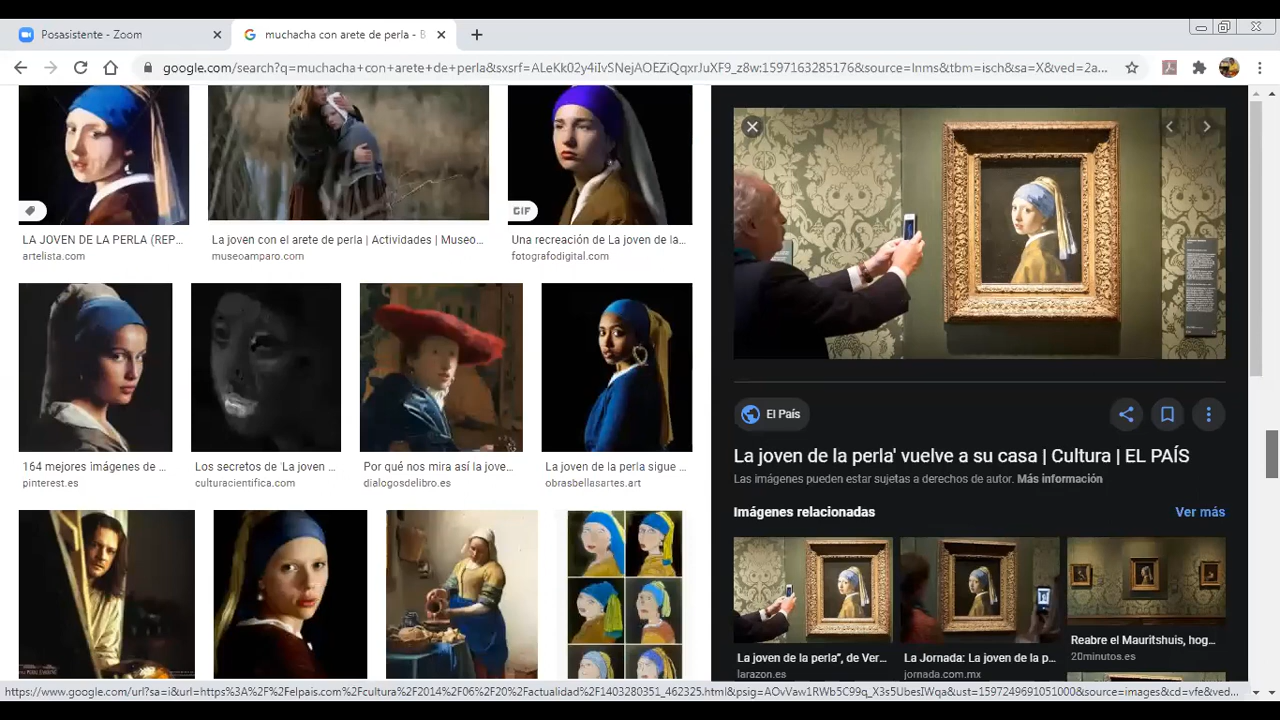 Posasistente - Zoom
muchacha con arete de perla - B
google.com/search?q=muchacha+con+arete+de+perla&sxsrf=ALeKk02y4iIvSNejAOEZiQqxrJuXF9_z8w:1597163285176&source=lnms&tbm=isch&sa=X&ved=2a...
GIF
LA JOVEN DE LA PERLA (REP...
artelista.com
La joven con el arete de perla | Actividades | Museo...
museoamparo.com
Una recreación de La joven de la...
fotografodigital.com
164 mejores imágenes de ...
pinterest.es
Los secretos de 'La joven ...
culturacientifica.com
Por qué nos mira así la jove...
dialogosdelibro.es
La joven de la perla sigue ...
obrasbellasartes.art
El País
La joven de la perla' vuelve a su casa | Cultura | EL PAÍS
Las imágenes pueden estar sujetas a derechos de autor. Más información
Imágenes relacionadas
Ver más
La joven de la perla”, de Ver...
larazon.es
La Jornada: La joven de la p...
jornada.com.mx
Reabre el Mauritshuis, hog...
20minutos.es
https://www.google.com/url?sa=i&url=https%3A%2F%2Felpais.com%2Fcultura%2F2014%2F06%2F20%2Factualidad%2F1403280351_462325.html&psig=AOvVaw1RWb5C99q_X3s5UbesIWqa&ust=1597249691051000&source=images&cd=vfe&ved...